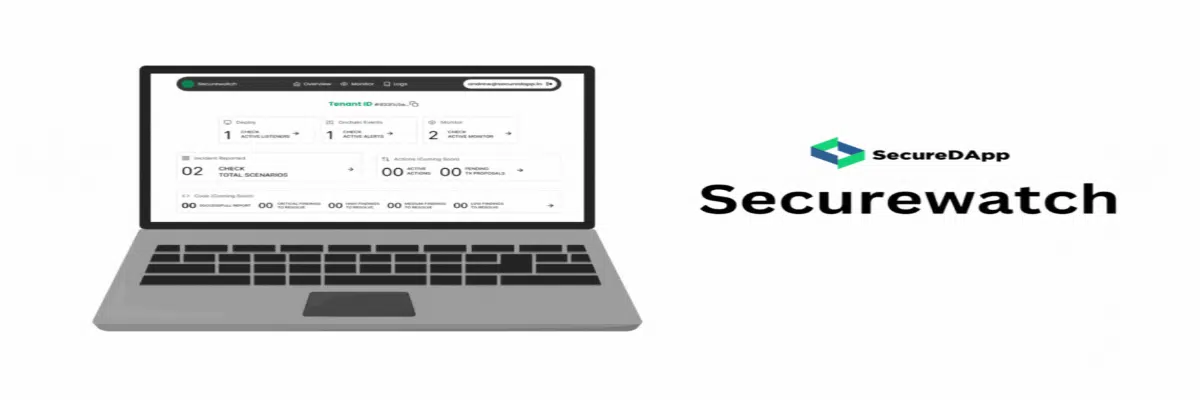 Securewatch
Overview Monitor Logs
Tenant ID
Deploy
1 CHECK
ACTIVE LISTENERS
Onchain Events
1 CHECK
ACTIVE ALERTS
Monitor
2 CHECK
ACTIVE MONITOR
Incident Reported
02 CHECK
TOTAL SCENARIOS
Actions (Coming Soon)
00 ACTIVE
ACTIONS
00 PENDING
TX PROPOSALS
Code (Coming Soon)
00 SUCCESSFULL REPORT
00 CRITICAL FINDINGS
TO RESOLVE
00 HIGH FINDINGS
TO RESOLVE
00 MEDIUM FINDINGS
TO RESOLVE
00 LOW FINDINGS
TO RESOLVE
SecureDApp
Securewatch